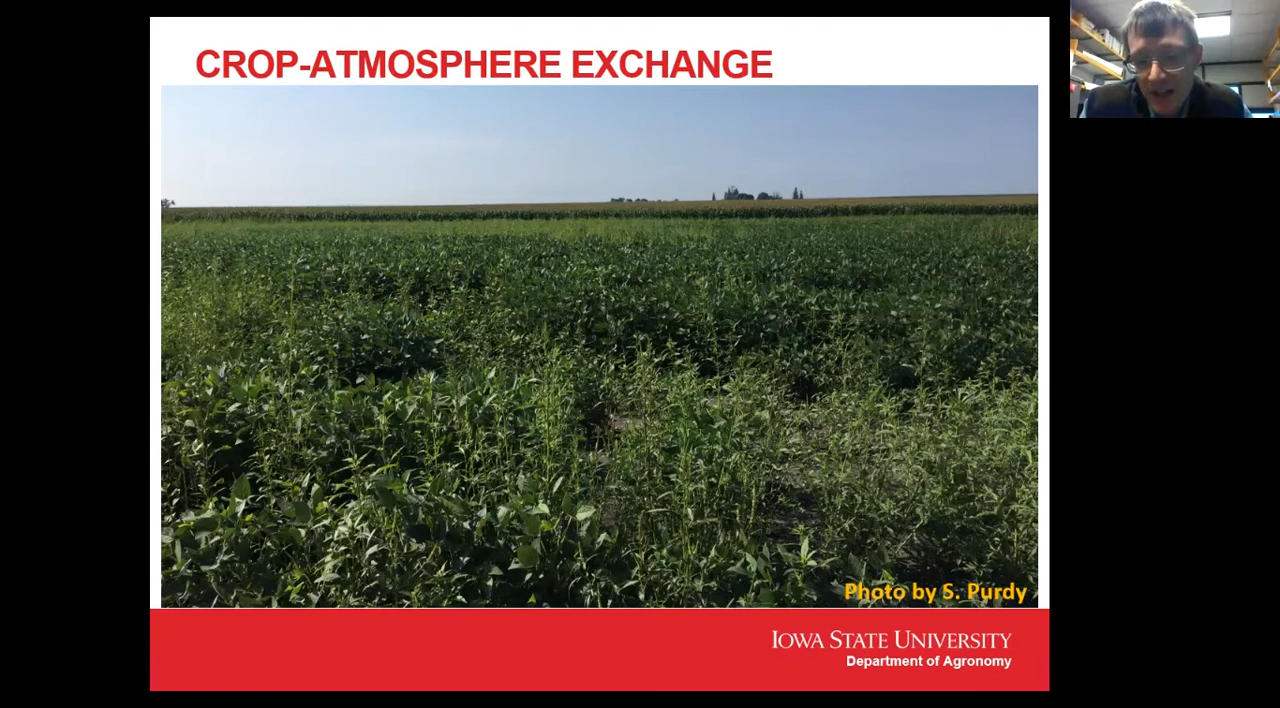 CROP-ATMOSPHERE EXCHANGE
Photo by S. Purdy
IOWA STATE UNIVERSITY
Department of Agronomy